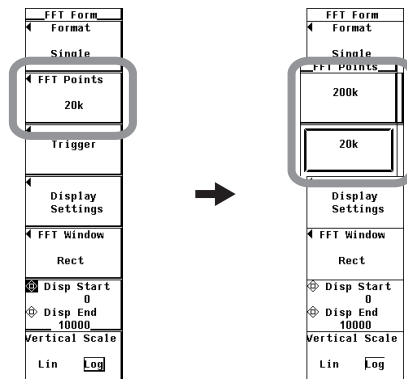 FFT Form
Format
Single
FFT Points
20k
Trigger
Display
Settings
FFT Window
Rect
Disp Start
0
Disp End
10000
Vertical Scale
Lin Log
FFT Form
Format
Single
FFT Points
200k
20k
Display
Settings
FFT Window
Rect
Disp Start
0
Disp End
10000
Vertical Scale
Lin Log